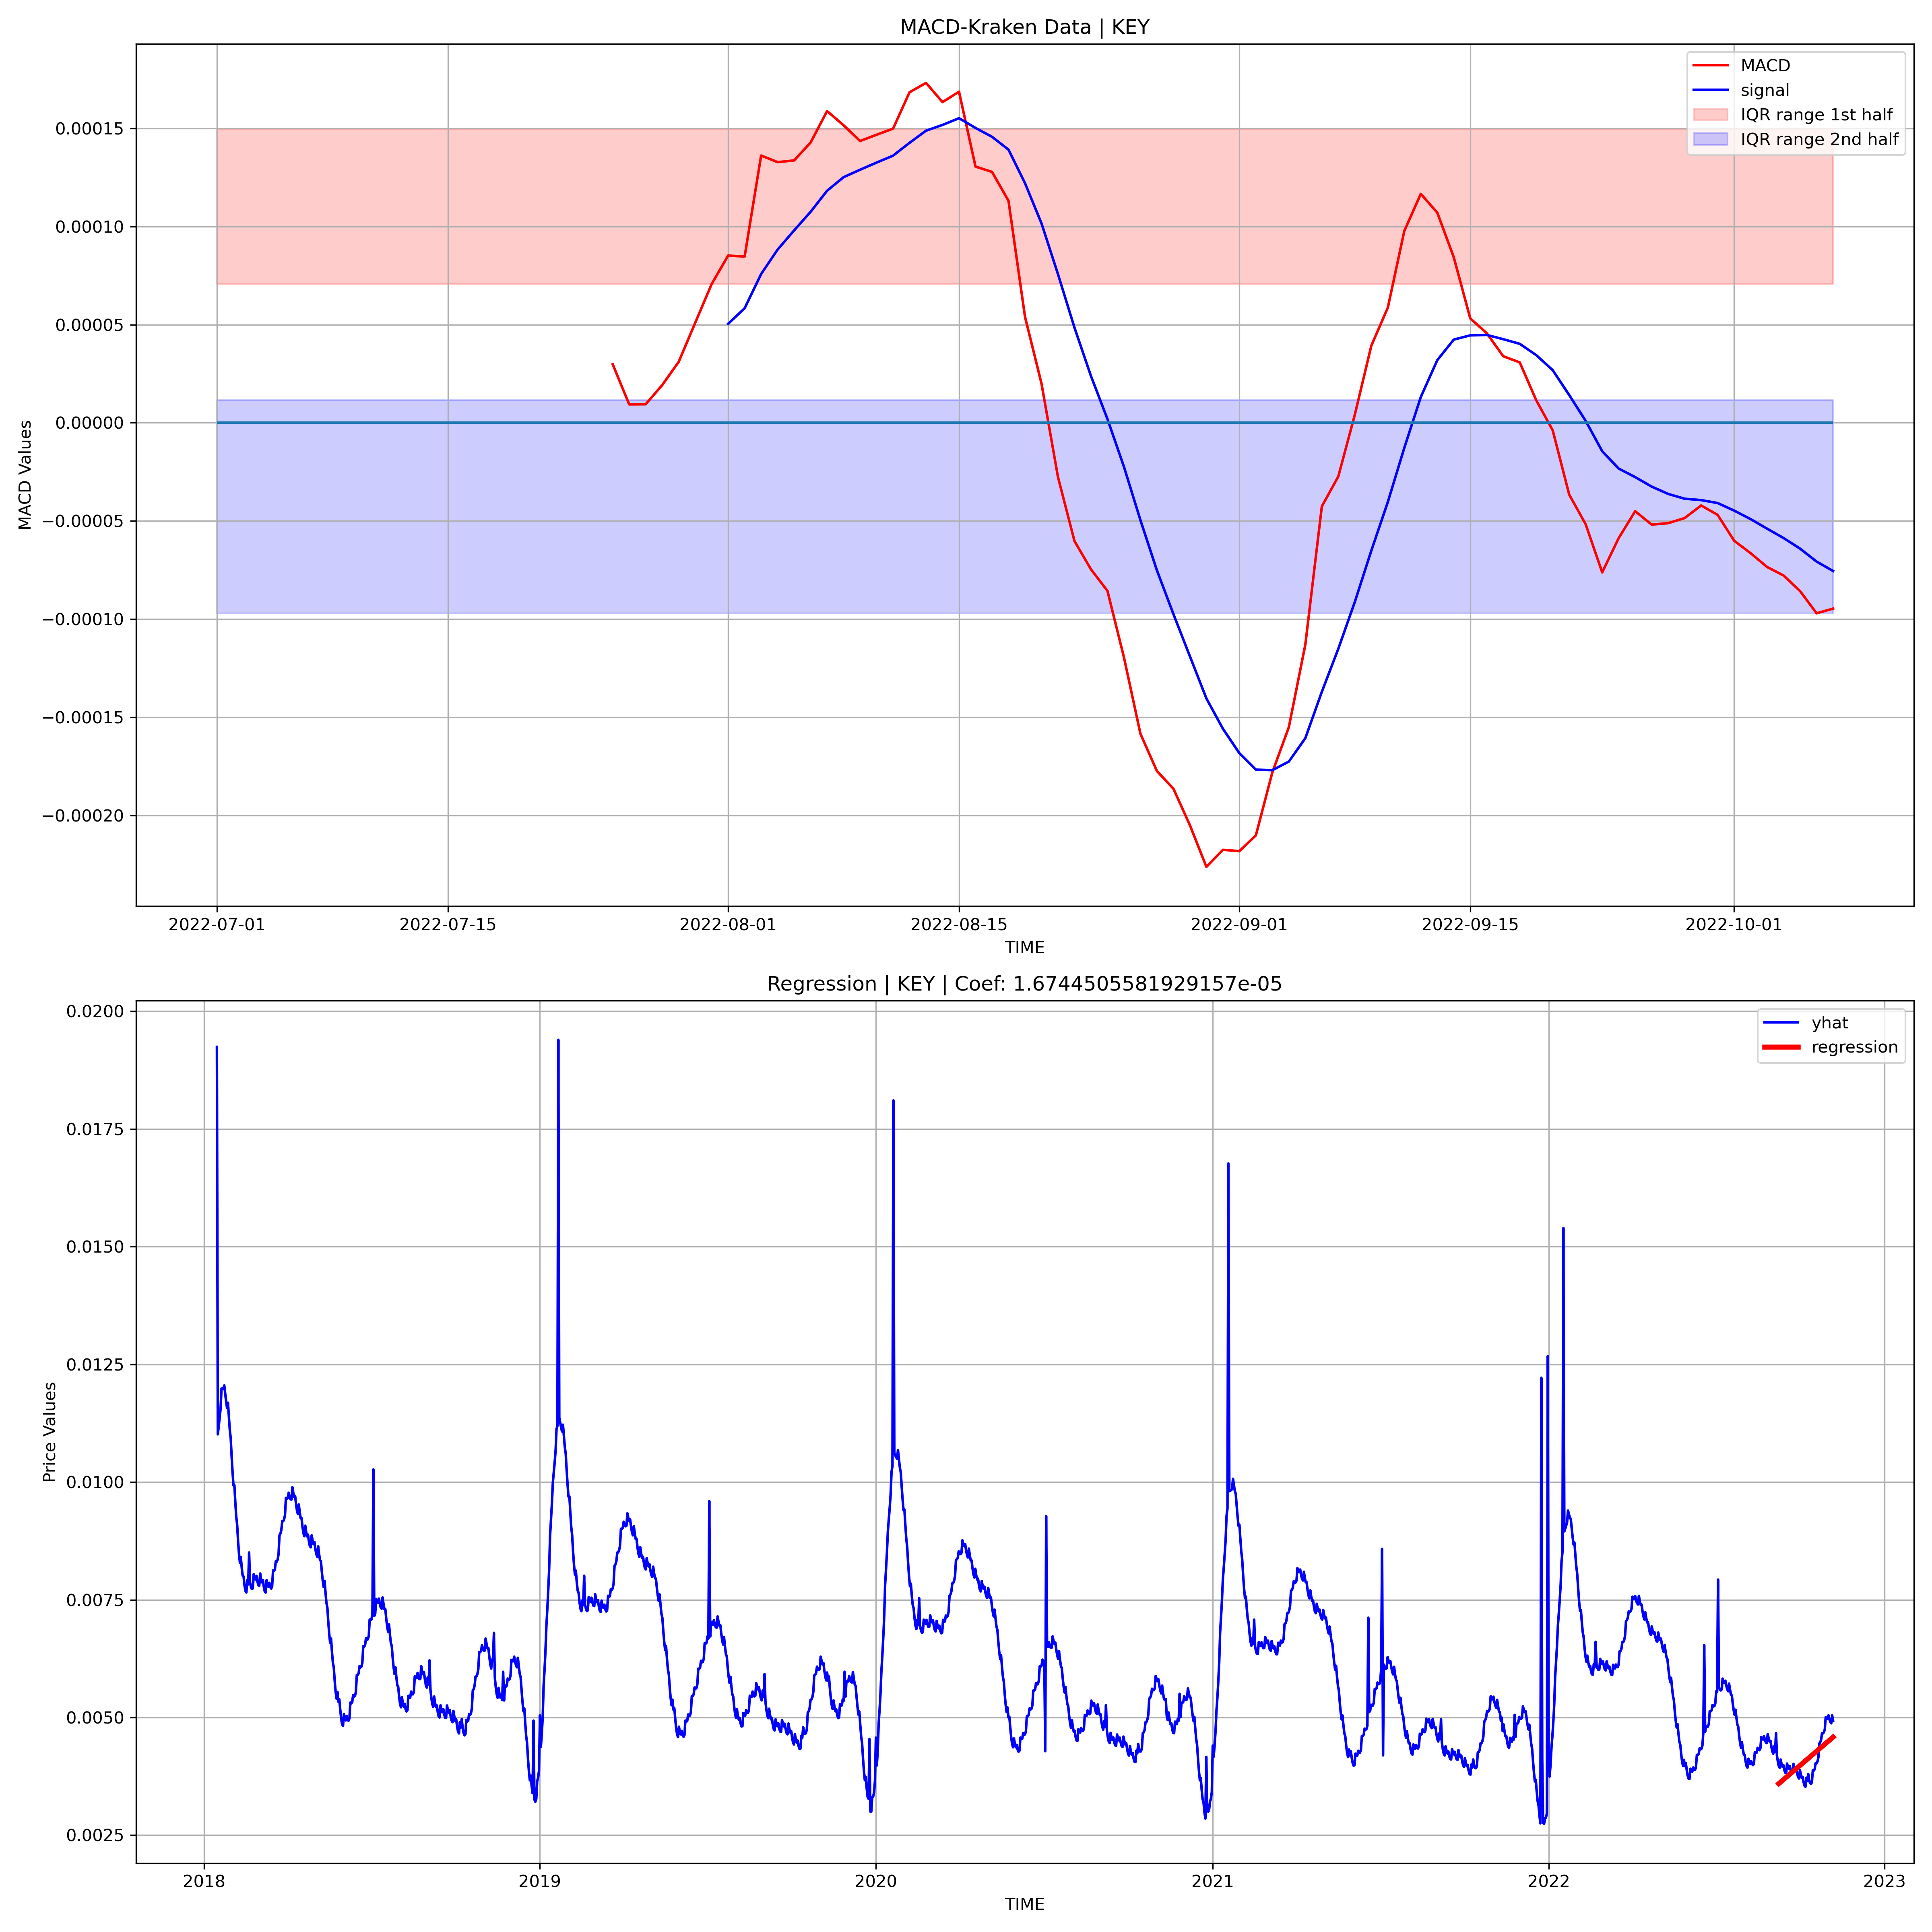 MACD-Kraken Data | KEY
MACD
signal
IQR range 1st half
IQR range 2nd half
0.00015
0.00010
0.00005
0.00000
−0.00005
−0.00010
−0.00015
−0.00020
MACD Values
2022-07-01 2022-07-15 2022-08-01 2022-08-15 2022-09-01 2022-09-15 2022-10-01
TIME
Regression | KEY | Coef: 1.6744505581929157e-05
yhat
regression
0.0200
0.0175
0.0150
0.0125
0.0100
0.0075
0.0050
0.0025
Price Values
2018 2019 2020 2021 2022 2023
TIME